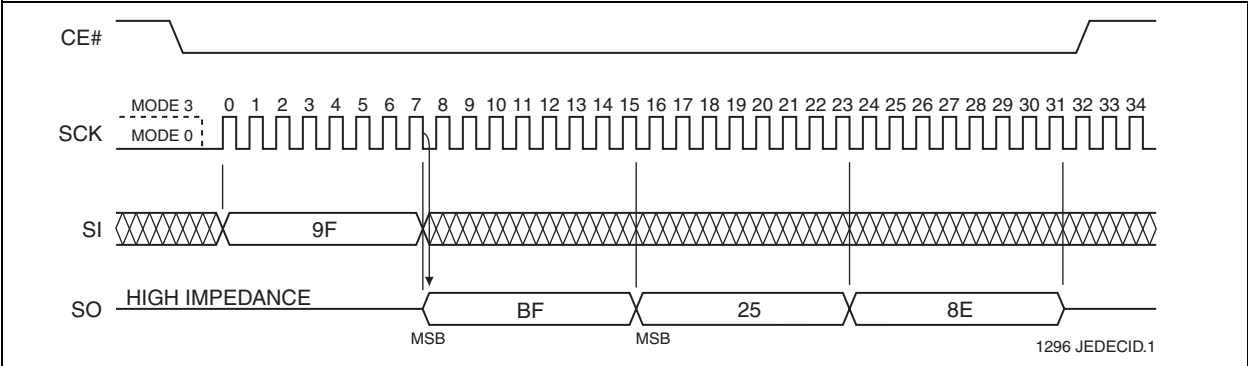 CE#
MODE 3 0 1 2 3 4 5 6 7 8 9 10 11 12 13 14 15 16 17 18 19 20 21 22 23 24 25 26 27 28 29 30 31 32 33 34
SCK MODE 0
SI 9F
SO HIGH IMPEDANCE BF 25 8E
MSB MSB
1296 JEDECID.1